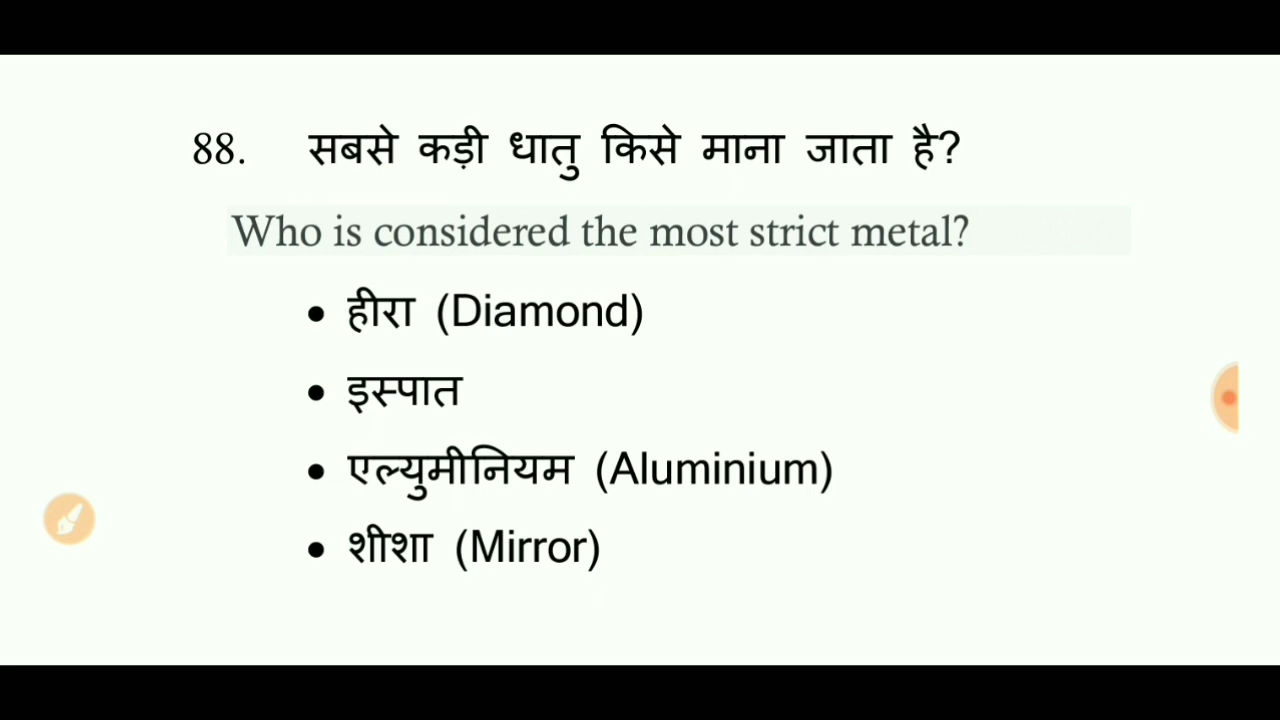 88. सबसे कड़ी धातु किसे माना जाता है?
Who is considered the most strict metal?
• हीरा (Diamond)
• इस्पात
• एल्युमीनियम (Aluminium)
• शीशा (Mirror)